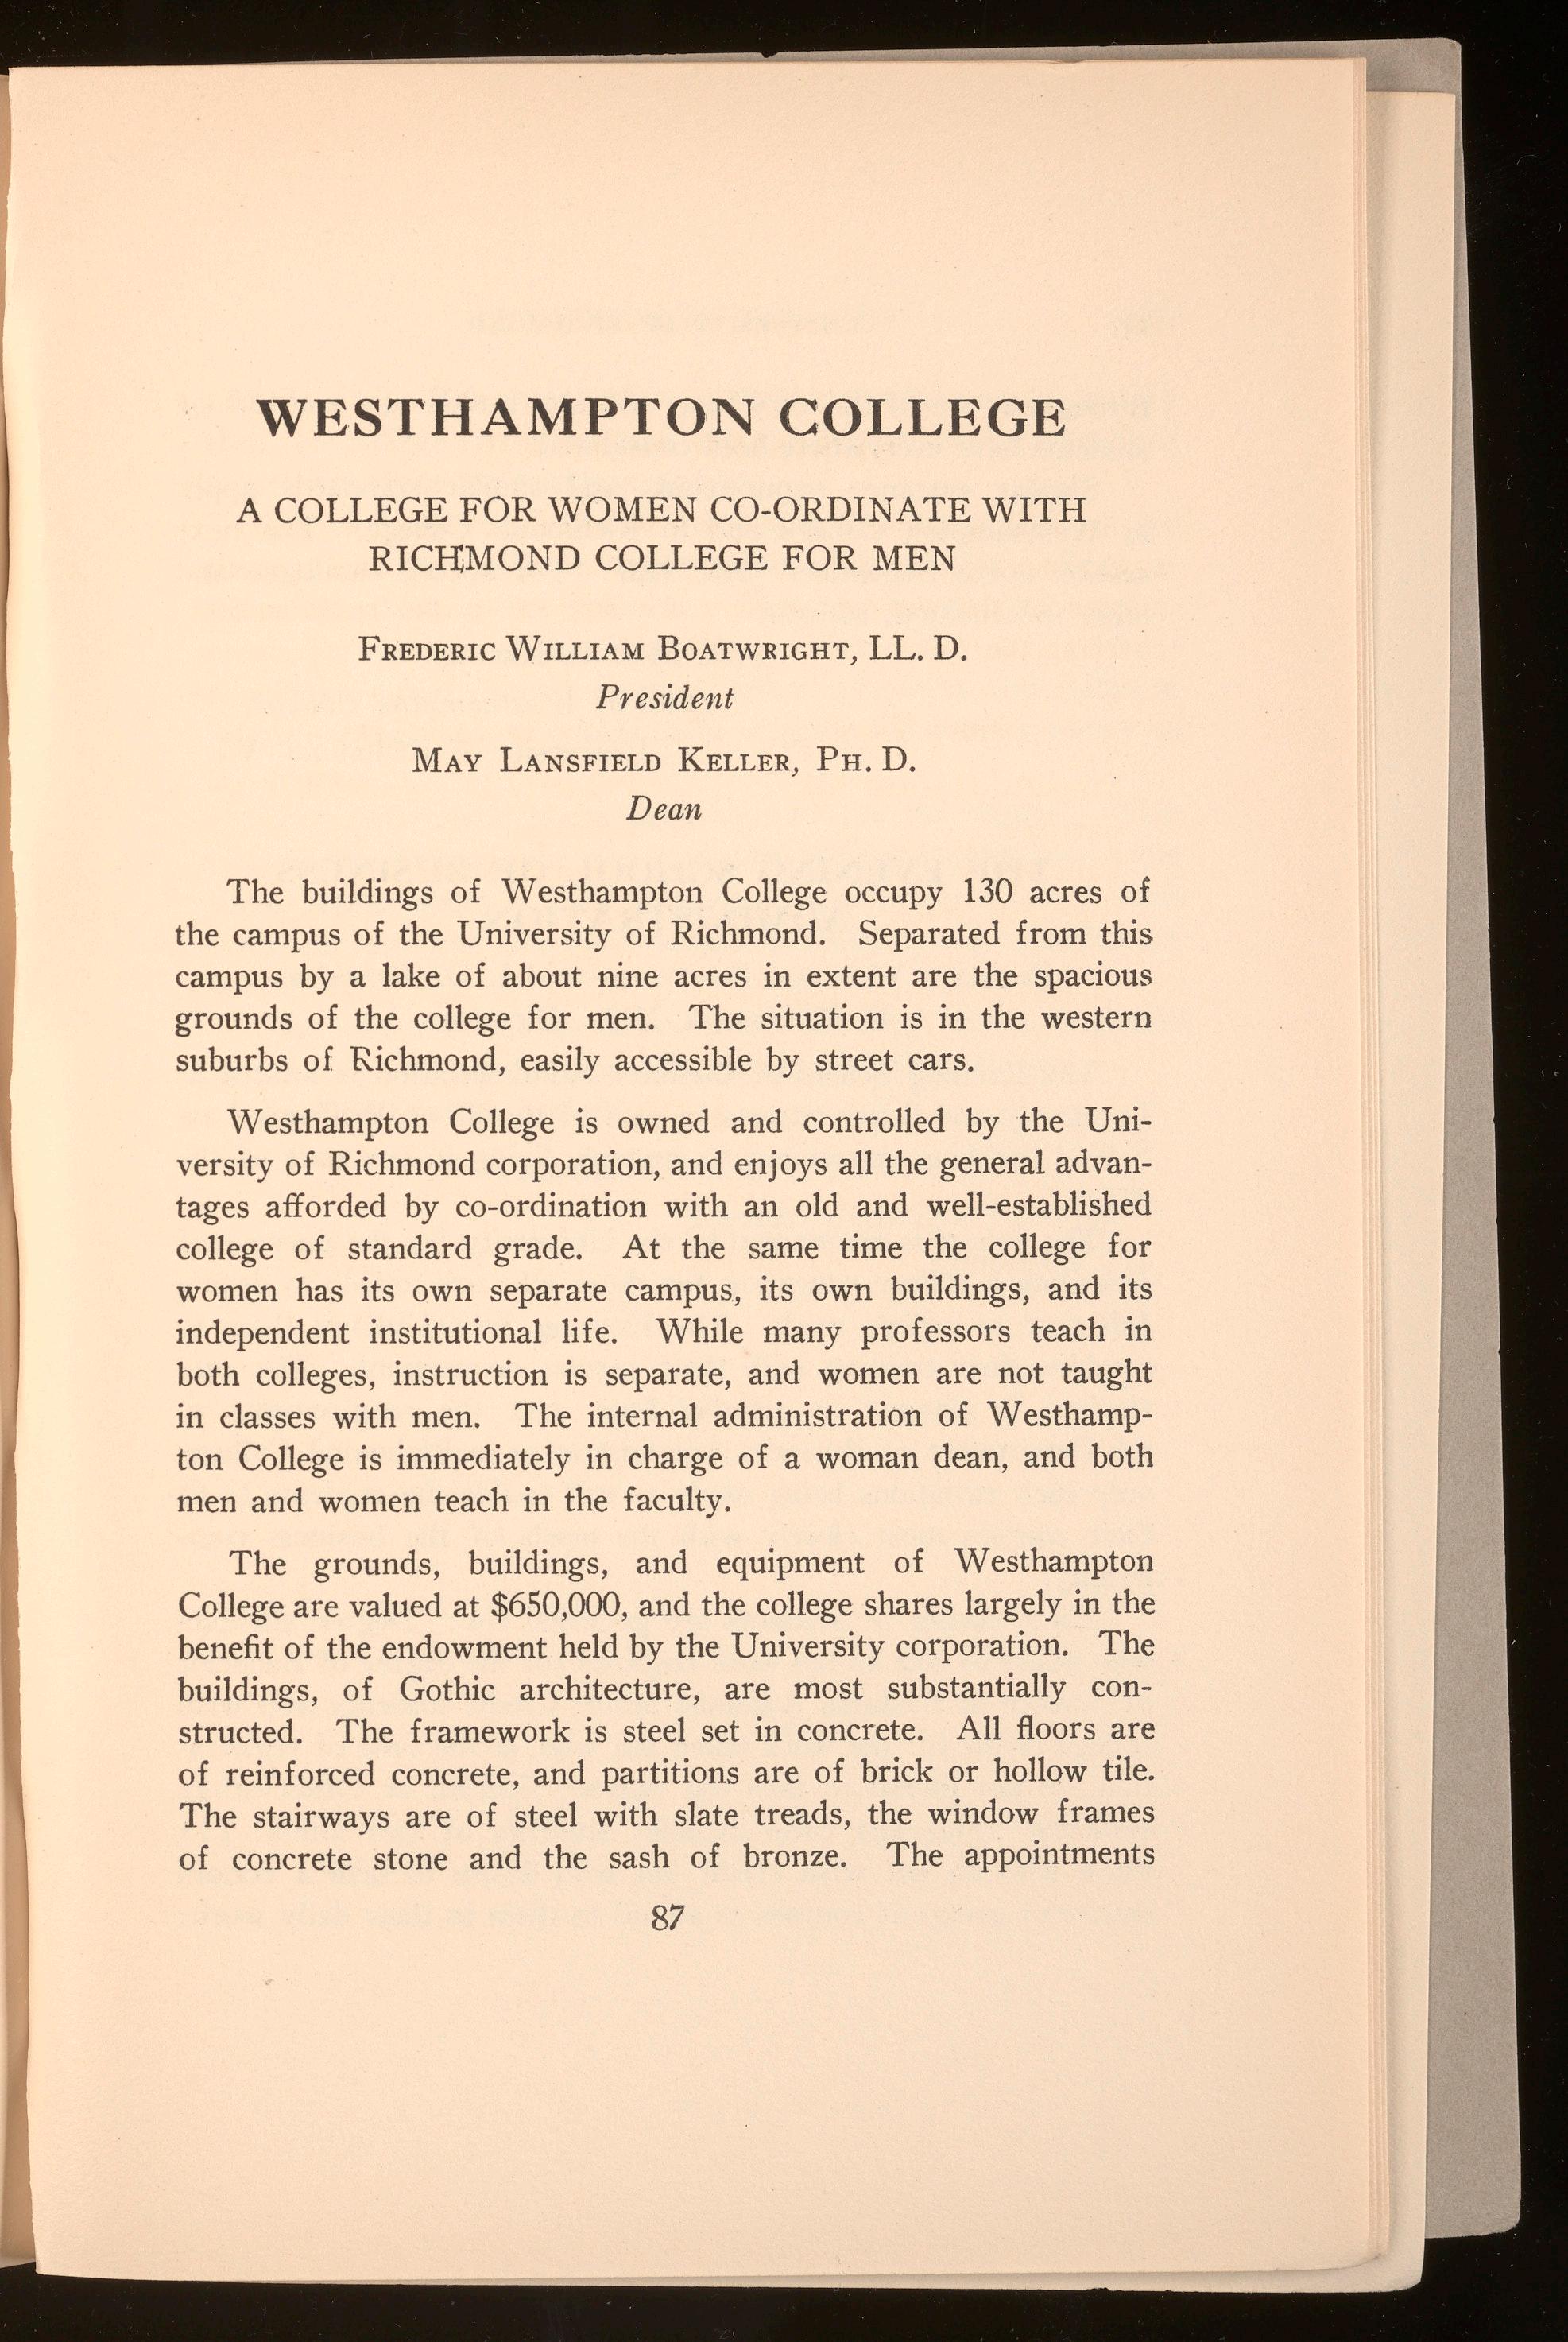 WESTHAMPTON COLLEGE
A COLLEGE FOR WOMEN CO-ORDINATE WITH
RICHMOND COLLEGE FOR MEN
FREDERIC WILLIAM BOATWRIGHT, LL. D.
President
MAY LANSFIELD KELLER, PH. D.
Dean
The buildings of Westhampton College occupy 130 acres of
the campus of the University of Richmond. Separated from this
campus by a lake of about nine acres in extent are the spacious
grounds of the college for men. The situation is in the western
suburbs of Richmond, easily accessible by street cars.
Westhampton College is owned and controlled by the Uni-
versity of Richmond corporation, and enjoys all the general advan-
tages afforded by co-ordination with an old and well-established
college of standard grade. At the same time the college for
women has its own separate campus, its own buildings, and its
independent institutional life. While many professors teach in
both colleges, instruction is separate, and women are not taught
in classes with men. The internal administration of Westhamp-
ton College is immediately in charge of a woman dean, and both
men and women teach in the faculty.
The grounds, buildings, and equipment of Westhampton
College are valued at $650,000, and the college shares largely in the
benefit of the endowment held by the University corporation. The
buildings, of Gothic architecture, are most substantially con-
structed. The framework is steel set in concrete. All floors are
of reinforced concrete, and partitions are of brick or hollow tile.
The stairways are of steel with slate treads, the window frames
of concrete stone and the sash of bronze. The appointments
87